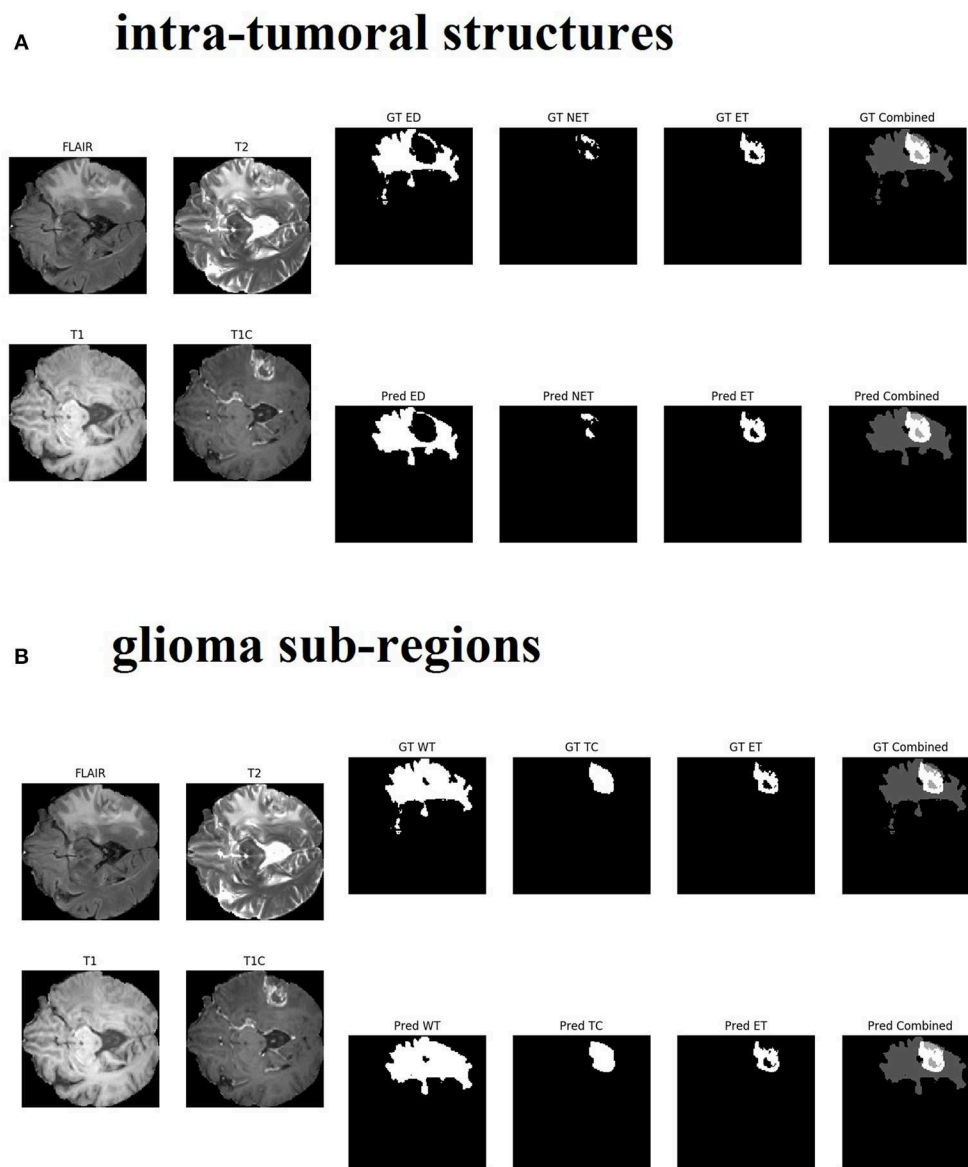 A intra-tumoral structures
GT ED GT NET GT ET GT Combined
FLAIR T2
T1 T1C
Pred ED Pred NET Pred ET Pred Combined
B glioma sub-regions
GT WT GT TC GT ET GT Combined
FLAIR T2
T1 T1C
Pred WT Pred TC Pred ET Pred Combined